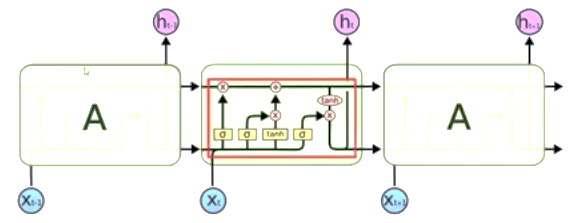 h t-1 h t h t+1
x +
tanh
A x x A
σ σ tanh σ
X t-1 X t X t+1